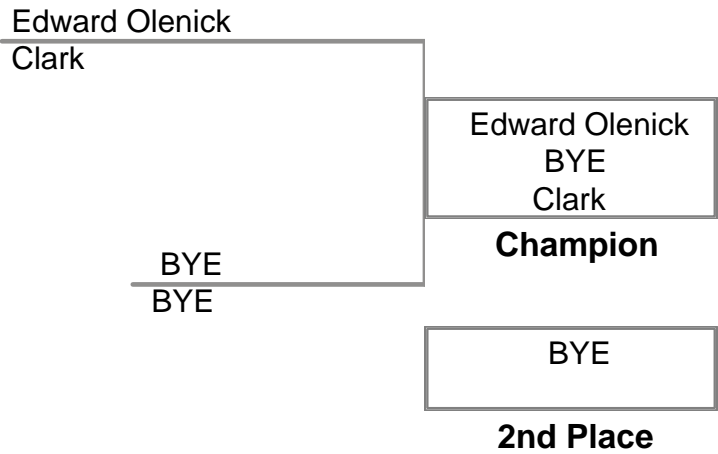 Edward Olenick
Clark
Edward Olenick
BYE
Clark
Champion
BYE
BYE
BYE
2nd Place